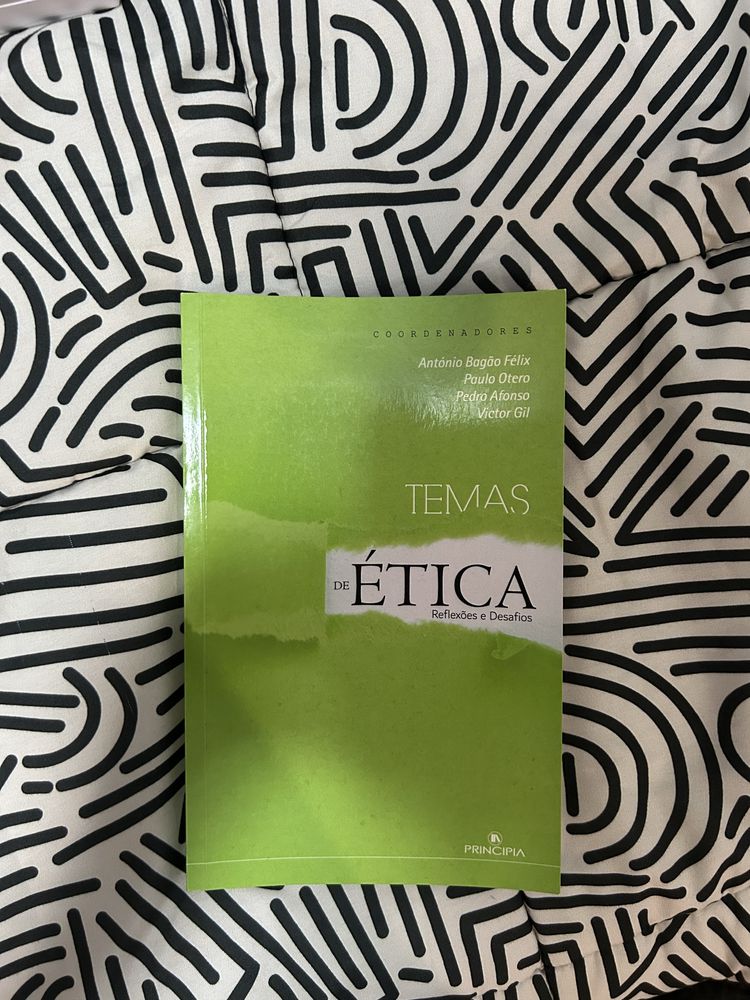 COORDENADORES
António Bagão Félix
Paulo Otero
Pedro Afonso
Victor Gil
TEMAS
DE ÉTICA
Reflexões e Desafios
PRINCIPIA